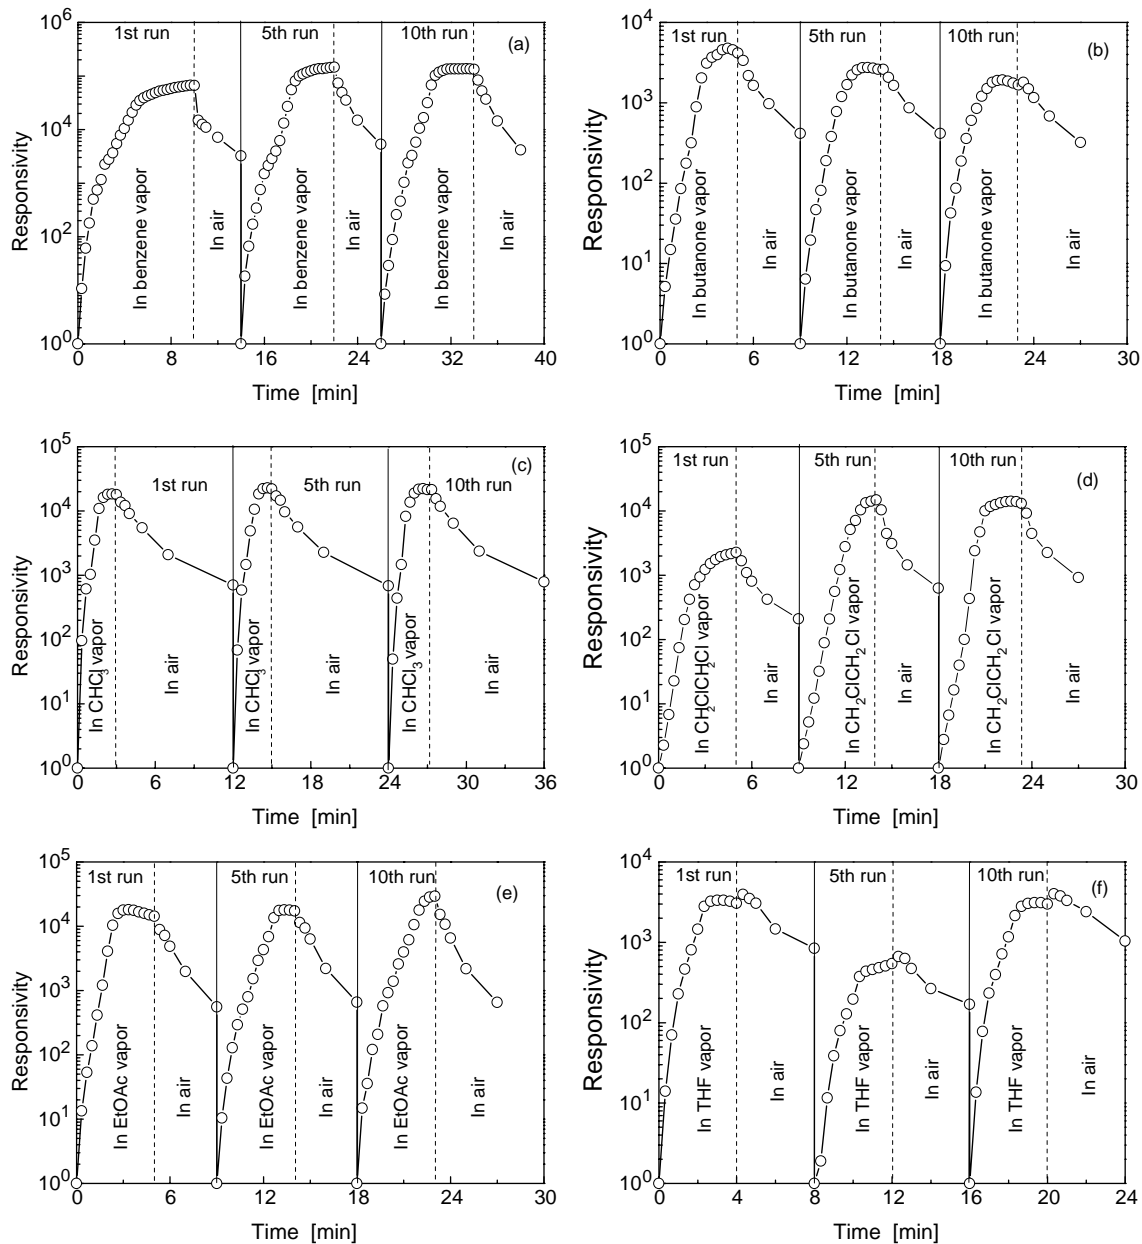 10^6
10^4
10^2
10^0
Responsivity
1st run
5th run
10th run
(a)
In benzene vapor
In air
In benzene vapor
In air
In benzene vapor
In air
0 8 16 24 32 40
Time [min]
10^4
10^3
10^2
10^1
10^0
Responsivity
1st run
5th run
10th run
(b)
In butanone vapor
In air
In butanone vapor
In air
In butanone vapor
In air
0 6 12 18 24 30
Time [min]
10^5
10^4
10^3
10^2
10^1
10^0
Responsivity
(c)
1st run
5th run
10th run
In CHCl_3 vapor
In air
In CHCl_3 vapor
In air
In CHCl_3 vapor
In air
0 6 12 18 24 30 36
Time [min]
10^5
10^4
10^3
10^2
10^1
10^0
Responsivity
1st run
5th run
10th run
(d)
In CH_2ClCH_2Cl vapor
In air
In CH_2ClCH_2Cl vapor
In air
In CH_2ClCH_2Cl vapor
In air
0 6 12 18 24 30
Time [min]
10^5
10^4
10^3
10^2
10^1
10^0
Responsivity
1st run
5th run
10th run
(e)
In EtOAc vapor
In air
In EtOAc vapor
In air
In EtOAc vapor
In air
0 6 12 18 24 30
Time [min]
10^4
10^3
10^2
10^1
10^0
Responsivity
1st run
5th run
10th run
(f)
In THF vapor
In air
In THF vapor
In air
In THF vapor
In air
0 4 8 12 16 20 24
Time [min]